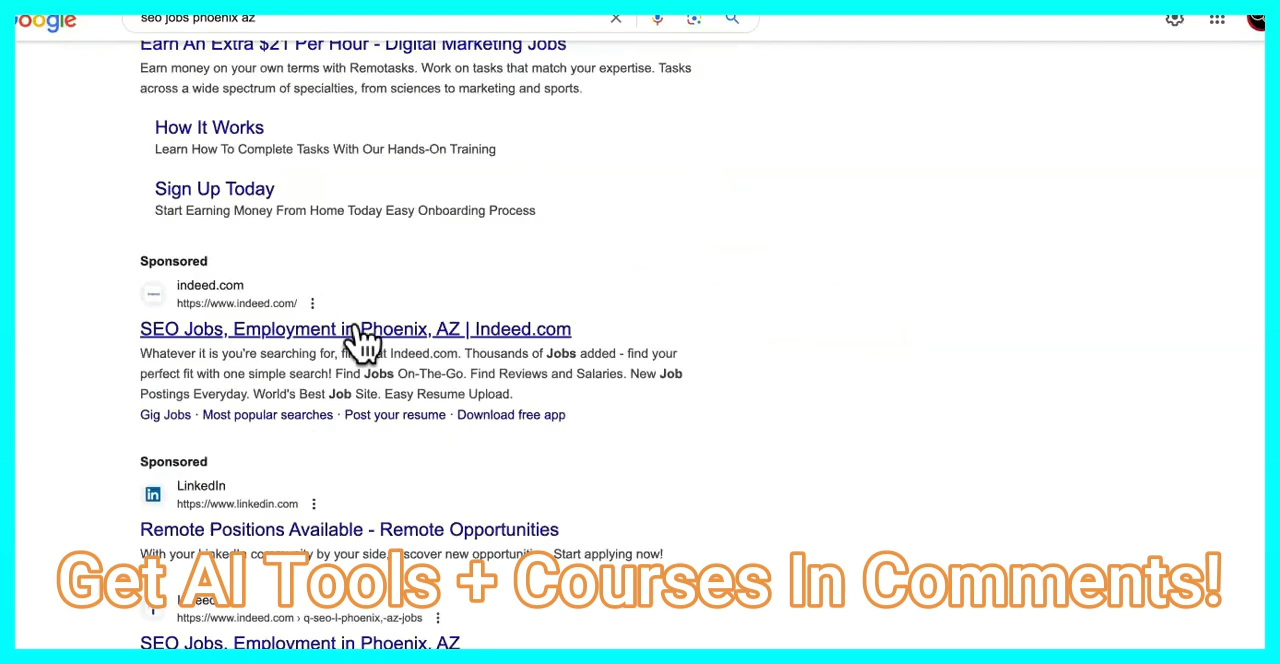 oogle
seo jobs phoenix az
Earn An Extra $21 Per Hour - Digital Marketing Jobs
Earn money on your own terms with Remotasks. Work on tasks that match your expertise. Tasks
across a wide spectrum of specialties, from sciences to marketing and sports.
How It Works
Learn How To Complete Tasks With Our Hands-On Training
Sign Up Today
Start Earning Money From Home Today Easy Onboarding Process
Sponsored
indeed.com
https://www.indeed.com/
SEO Jobs, Employment in Phoenix, AZ | Indeed.com
Whatever it is you're searching for, at Indeed.com. Thousands of Jobs added - find your
perfect fit with one simple search! Find Jobs On-The-Go. Find Reviews and Salaries. New Job
Postings Everyday. World's Best Job Site. Easy Resume Upload.
Gig Jobs · Most popular searches · Post your resume · Download free app
Sponsored
LinkedIn
in
https://www.linkedin.com
Remote Positions Available - Remote Opportunities
With your LinkedIn community by your side, discover new Start applying now!
Get AI Tools + Courses In Comments!
Indeed
https://www.indeed.com › q-seo-l-phoenix,-az-jobs
SEO Jobs, Employment in Phoenix, AZ